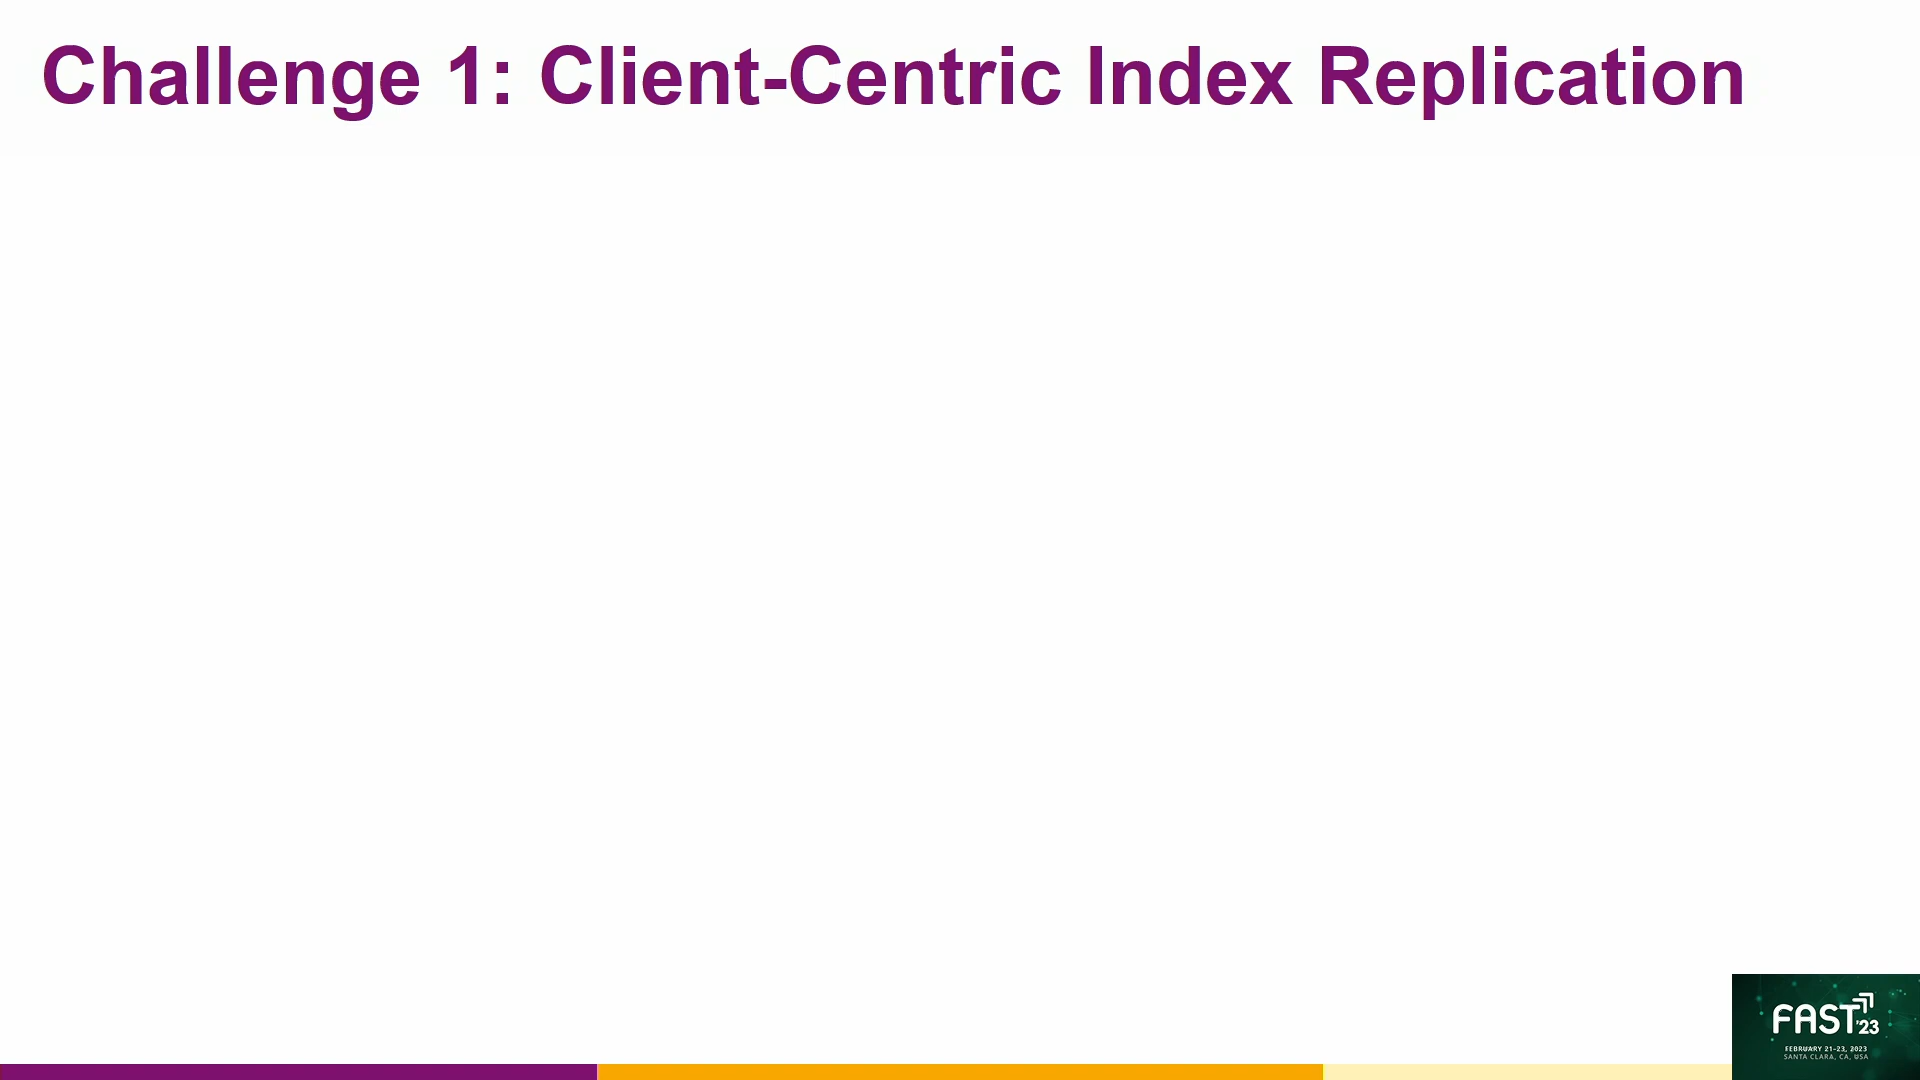 Challenge 1: Client-Centric Index Replication
FAST '23
FEBRUARY 21–23, 2023
SANTA CLARA, CA, USA